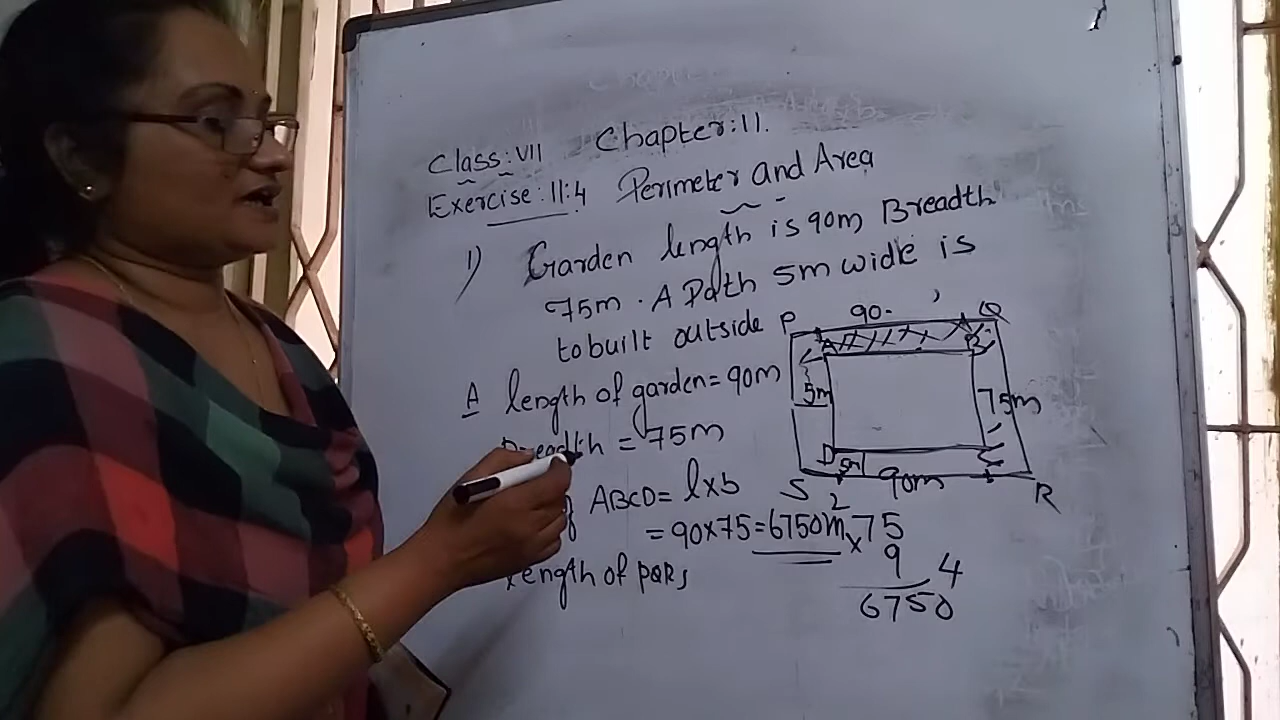 Class: VII Chapter: 11.
Exercise: 11:4 Perimeter and Area
1) Garden length is 90m Breadth
75m. A Path 5m wide is
to built outside
P 90. Q
A B
5m 75m
D 5m
S 90m R
A length of garden = 90m
Breadth = 75m
ABCD = l x b
= 90 x 75 = 6750m2
Length of PQRS
75
x 9 4
6750